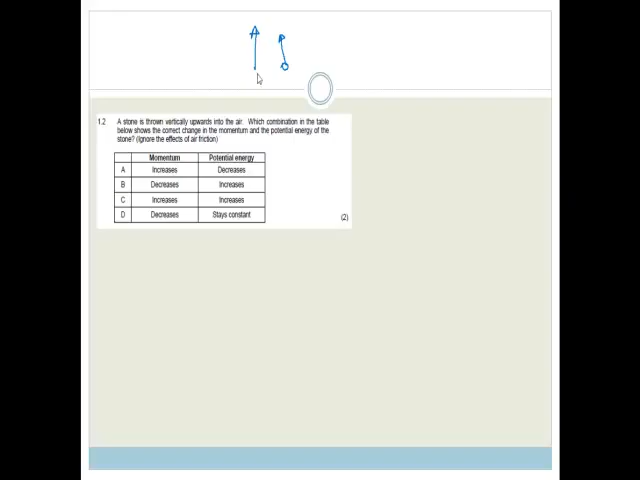 1.2 A stone is thrown vertically upwards into the air. Which combination in the table
below shows the correct change in the momentum and the potential energy of the
stone? (Ignore the effects of air friction)
Momentum Potential energy
A Increases Decreases
B Decreases Increases
C Increases Increases
D Decreases Stays constant
(2)